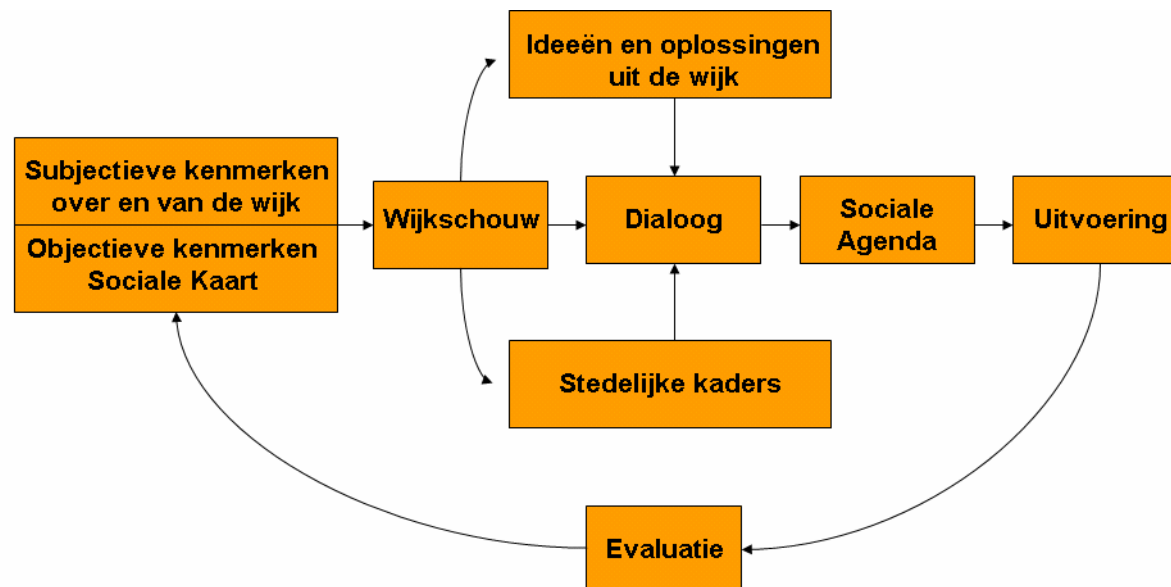 Ideeën en oplossingen
uit de wijk
Subjectieve kenmerken
over en van de wijk
Objectieve kenmerken
Sociale Kaart
Wijkschouw
Dialoog
Sociale
Agenda
Uitvoering
Stedelijke kaders
Evaluatie